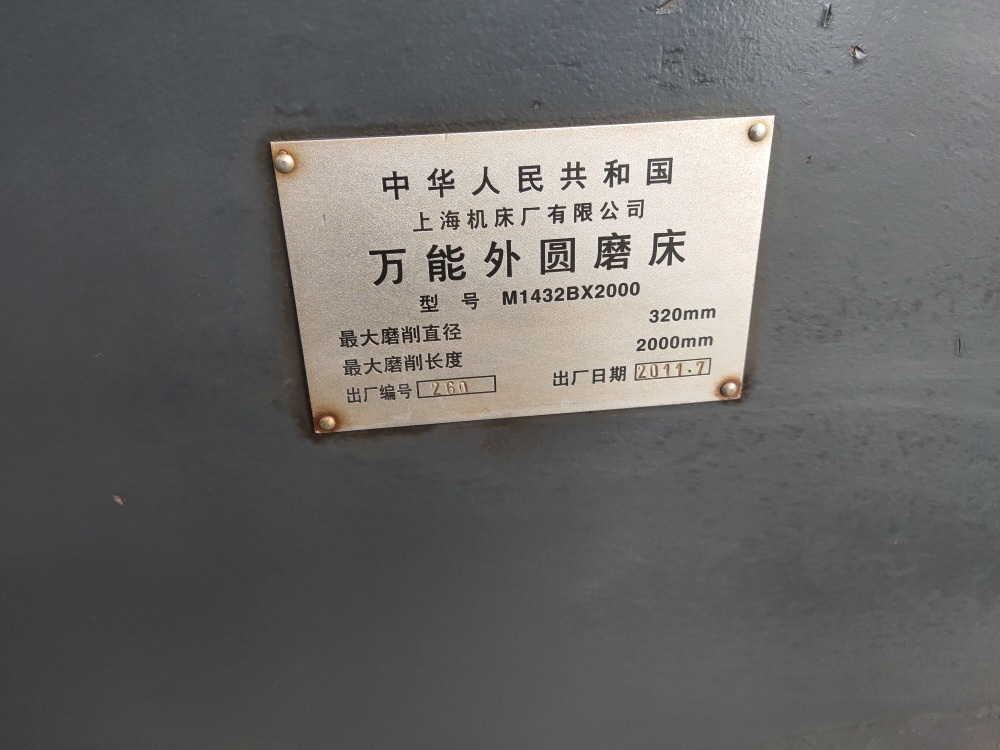 中华人民共和国
上海机床厂有限公司
万能外圆磨床
型号 M1432BX2000
最大磨削直径 320mm
最大磨削长度 2000mm
出厂编号 260 出厂日期 2011.7